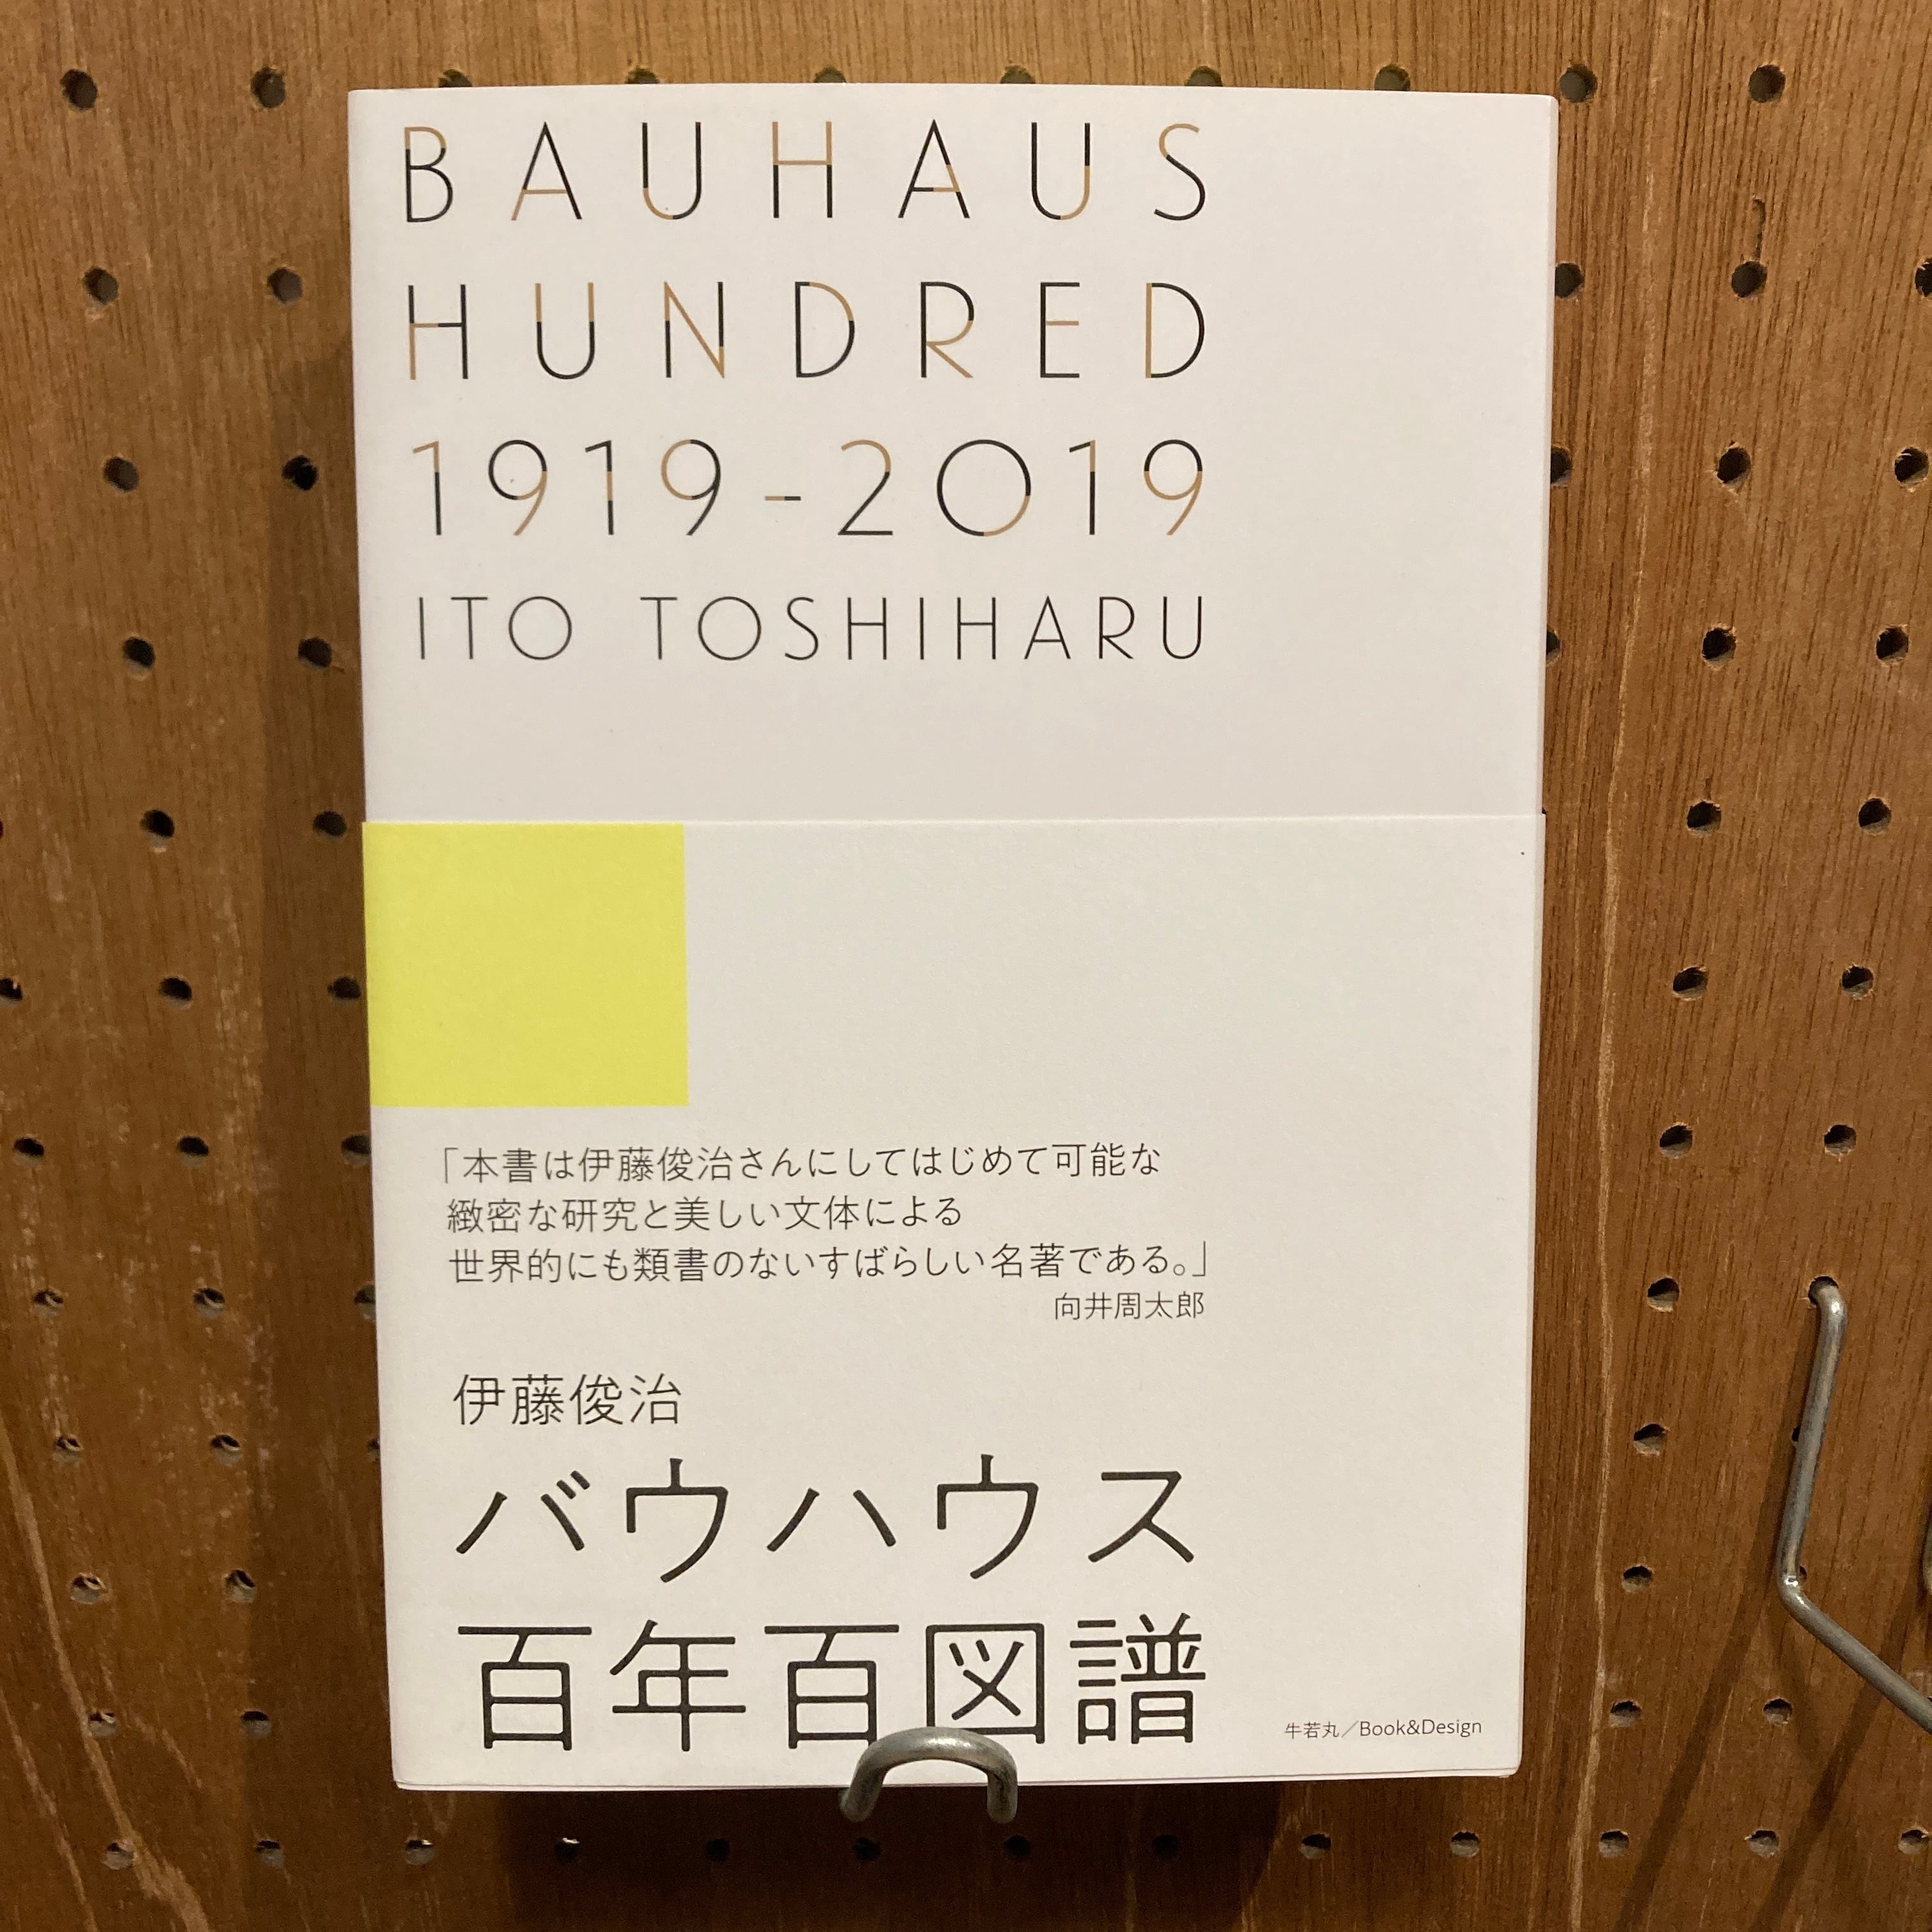 BAUHAUS
HUNDRED
1919-2019
ITO TOSHIHARU
「本書は伊藤俊治さんにしてはじめて可能な
緻密な研究と美しい文体による
世界的にも類書のないすばらしい名著である。」
向井周太郎
伊藤俊治
バウハウス
百年百図譜
牛若丸／Book&Design